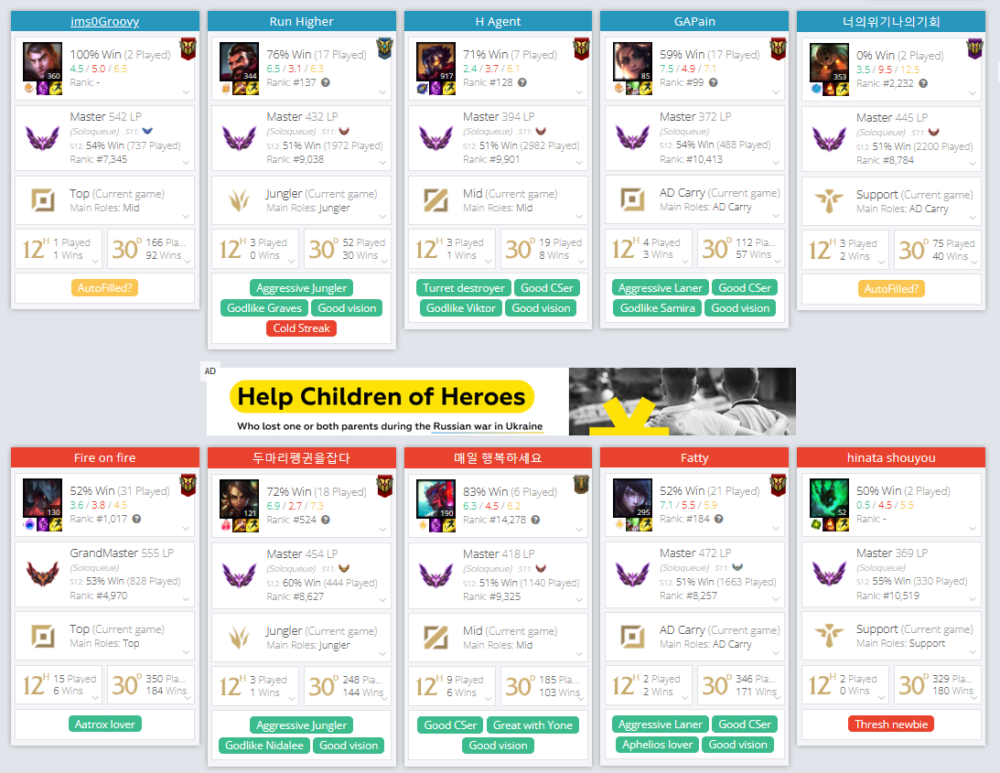 ims0Groovy
360
100% Win (2 Played)
4.5 / 5.0 / 6.5
Rank: -
Master 542 LP
(Soloqueue) S11:
S12: 54% Win (737 Played)
Rank: #7,345
Top (Current game)
Main Roles: Mid
12H 1 Played
1 Wins
30D 166 Pla...
92 Wins
AutoFilled?
Run Higher
344
76% Win (17 Played)
6.5 / 3.1 / 6.3
Rank: #137
Master 432 LP
(Soloqueue) S11:
S12: 51% Win (1972 Played)
Rank: #9,038
Jungler (Current game)
Main Roles: Jungler
12H 3 Played
0 Wins
30D 52 Played
30 Wins
Aggressive Jungler
Godlike Graves Good vision
Cold Streak
H Agent
917
71% Win (7 Played)
2.4 / 3.7 / 6.1
Rank: #128
Master 394 LP
(Soloqueue) S11:
S12: 51% Win (2982 Played)
Rank: #9,901
Mid (Current game)
Main Roles: Mid
12H 3 Played
1 Wins
30D 19 Played
8 Wins
Turret destroyer Good CSer
Godlike Viktor Good vision
GAPain
85
59% Win (17 Played)
7.5 / 4.9 / 7.1
Rank: #99
Master 372 LP
(Soloqueue)
S12: 54% Win (488 Played)
Rank: #10,413
AD Carry (Current game)
Main Roles: AD Carry
12H 4 Played
3 Wins
30D 112 Pla...
57 Wins
Aggressive Laner Good CSer
Godlike Samira Good vision
너의위기나의기회
353
0% Win (2 Played)
3.5 / 9.5 / 12.5
Rank: #2,232
Master 445 LP
(Soloqueue) S11:
S12: 51% Win (2200 Played)
Rank: #8,784
Support (Current game)
Main Roles: AD Carry
12H 3 Played
2 Wins
30D 75 Played
40 Wins
AutoFilled?
AD
Help Children of Heroes
Who lost one or both parents during the Russian war in Ukraine
Fire on fire
130
52% Win (31 Played)
3.6 / 3.8 / 4.5
Rank: #1,017
GrandMaster 555 LP
(Soloqueue)
S12: 53% Win (828 Played)
Rank: #4,970
Top (Current game)
Main Roles: Top
12H 15 Played
6 Wins
30D 350 Pla...
184 Wins
Aatrox lover
두마리펭귄을잡다
121
72% Win (18 Played)
6.9 / 2.7 / 7.3
Rank: #524
Master 454 LP
(Soloqueue) S11:
S12: 60% Win (444 Played)
Rank: #8,627
Jungler (Current game)
Main Roles: Jungler
12H 3 Played
1 Wins
30D 248 Pla...
144 Wins
Aggressive Jungler
Godlike Nidalee Good vision
매일 행복하세요
190
83% Win (6 Played)
6.3 / 4.5 / 6.2
Rank: #14,278
Master 418 LP
(Soloqueue) S11:
S12: 51% Win (1140 Played)
Rank: #9,325
Mid (Current game)
Main Roles: Mid
12H 9 Played
6 Wins
30D 185 Pla...
103 Wins
Good CSer Great with Yone
Good vision
Fatty
295
52% Win (21 Played)
7.1 / 5.5 / 5.9
Rank: #184
Master 472 LP
(Soloqueue) S11:
S12: 51% Win (1663 Played)
Rank: #8,257
AD Carry (Current game)
Main Roles: AD Carry
12H 2 Played
2 Wins
30D 346 Pla...
171 Wins
Aggressive Laner Good CSer
Aphelios lover Good vision
hinata shouyou
52
50% Win (2 Played)
0.5 / 4.5 / 5.5
Rank: -
Master 369 LP
(Soloqueue)
S12: 55% Win (330 Played)
Rank: #10,519
Support (Current game)
Main Roles: Support
12H 2 Played
0 Wins
30D 329 Pla...
180 Wins
Thresh newbie